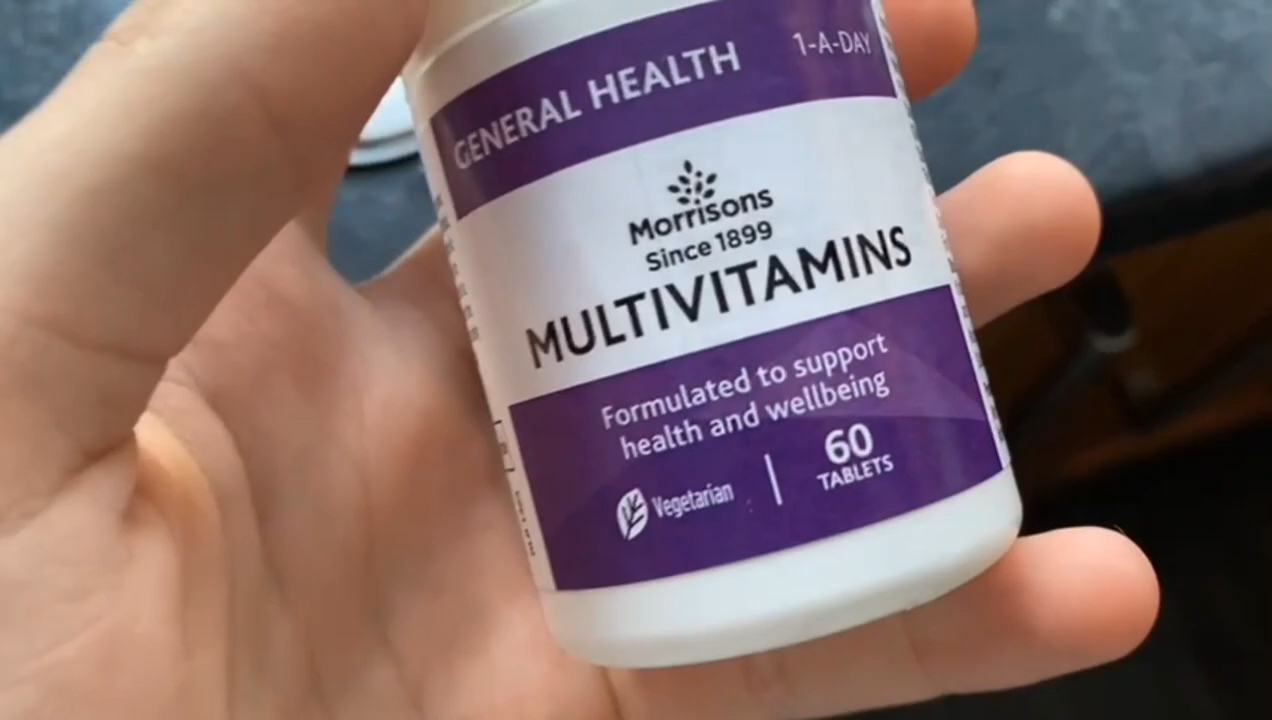 GENERAL HEALTH
1-A-DAY
Morrisons
Since 1899
MULTIVITAMINS
Formulated to support
health and wellbeing
Vegetarian
60
TABLETS